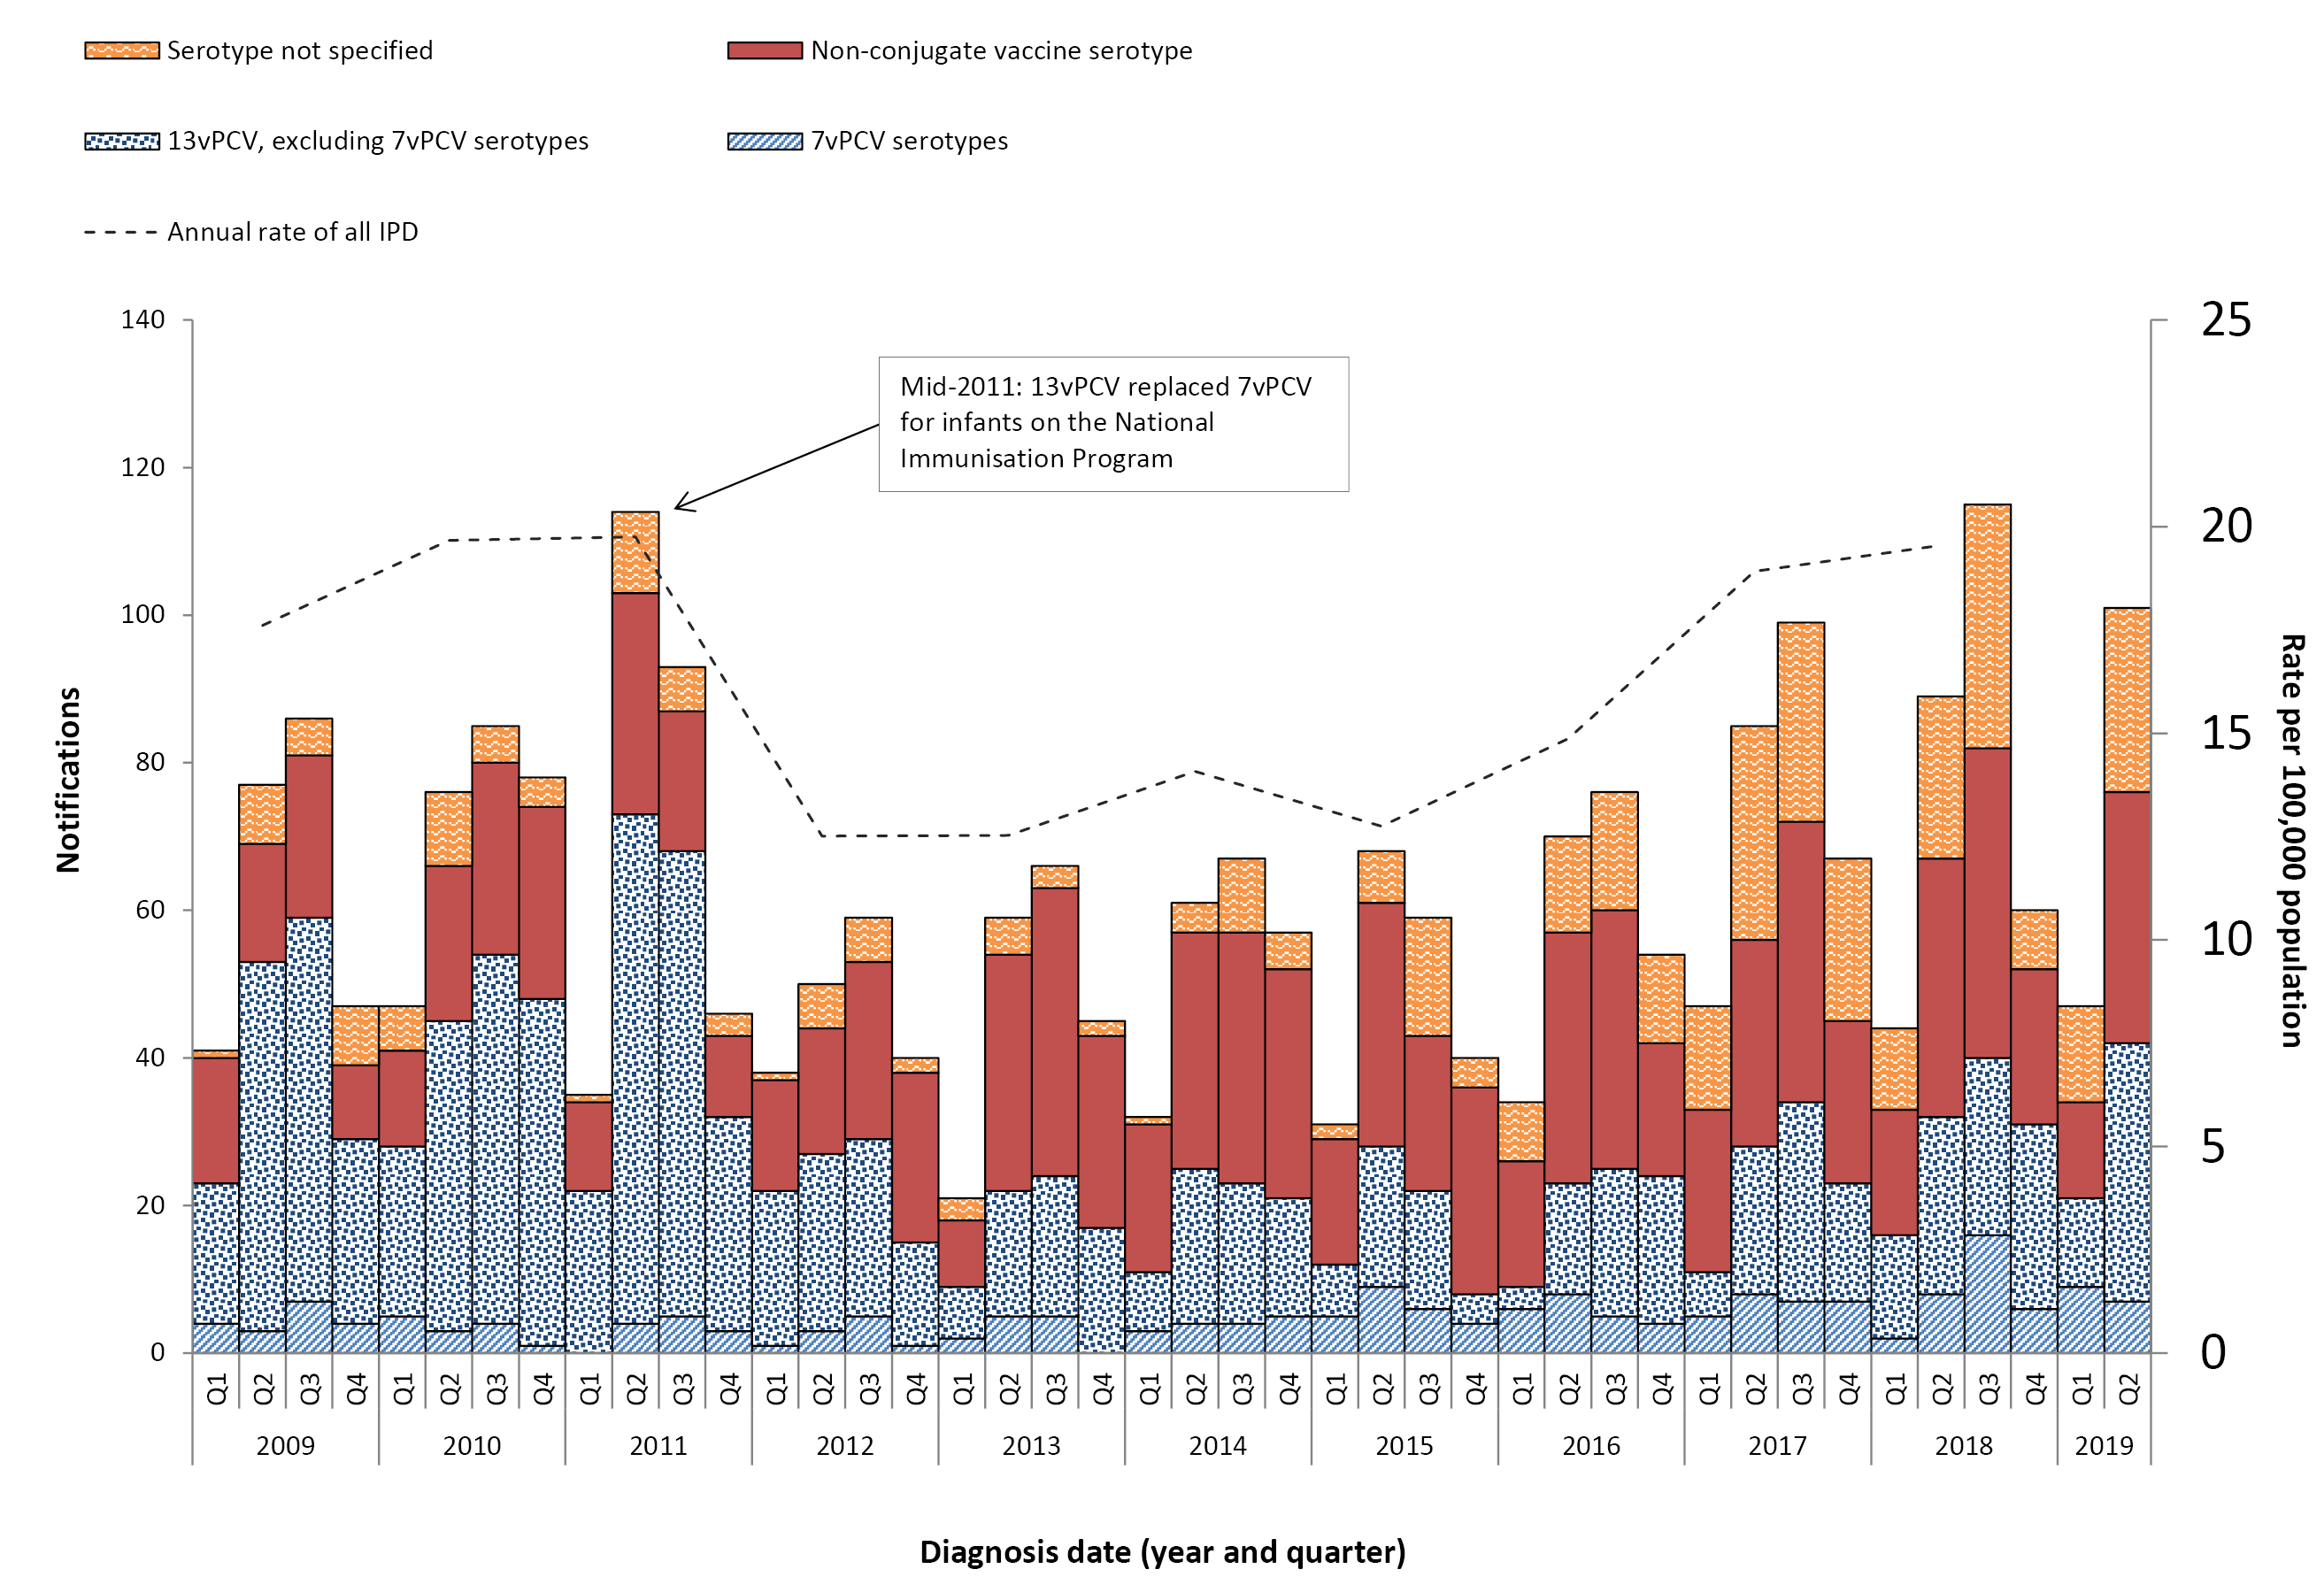 Serotype not specified
Non-conjugate vaccine serotype
13vPCV, excluding 7vPCV serotypes
7vPCV serotypes
Annual rate of all IPD
Mid-2011: 13vPCV replaced 7vPCV
for infants on the National
Immunisation Program
Notifications
140
120
100
80
60
40
20
0
25
20
15
10
5
0
Rate per 100,000 population
Q1 Q2 Q3 Q4 Q1 Q2 Q3 Q4 Q1 Q2 Q3 Q4 Q1 Q2 Q3 Q4 Q1 Q2 Q3 Q4 Q1 Q2 Q3 Q4 Q1 Q2 Q3 Q4 Q1 Q2 Q3 Q4 Q1 Q2 Q3 Q4 Q1 Q2 Q3 Q4 Q1 Q2
2009 2010 2011 2012 2013 2014 2015 2016 2017 2018 2019
Diagnosis date (year and quarter)